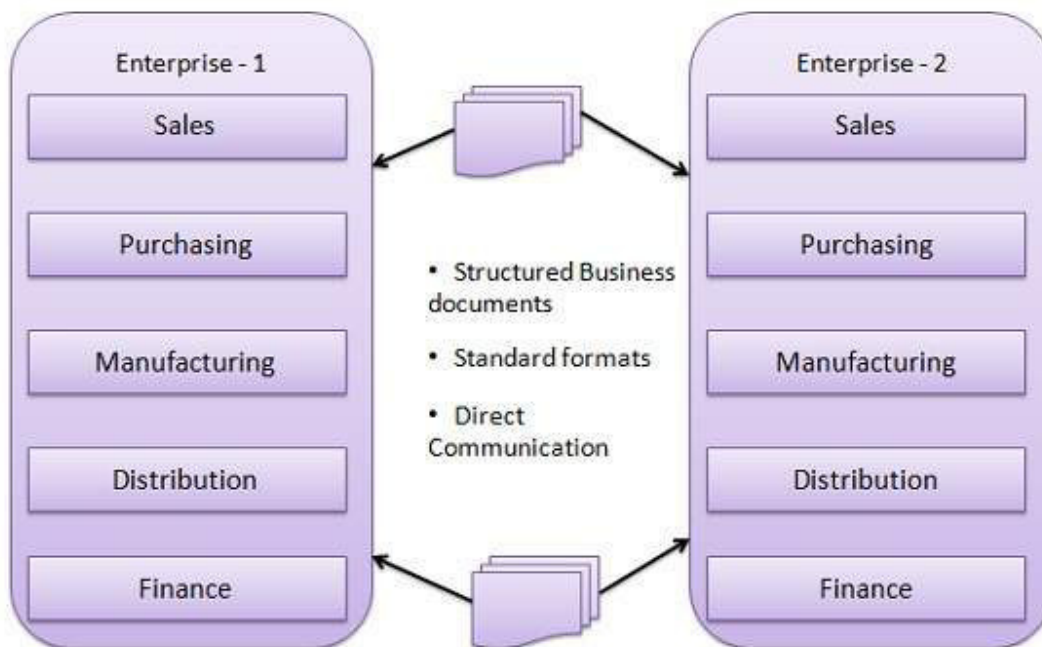 Enterprise - 1
Sales
Purchasing
Manufacturing
Distribution
Finance
• Structured Business
documents
• Standard formats
• Direct
Communication
Enterprise - 2
Sales
Purchasing
Manufacturing
Distribution
Finance